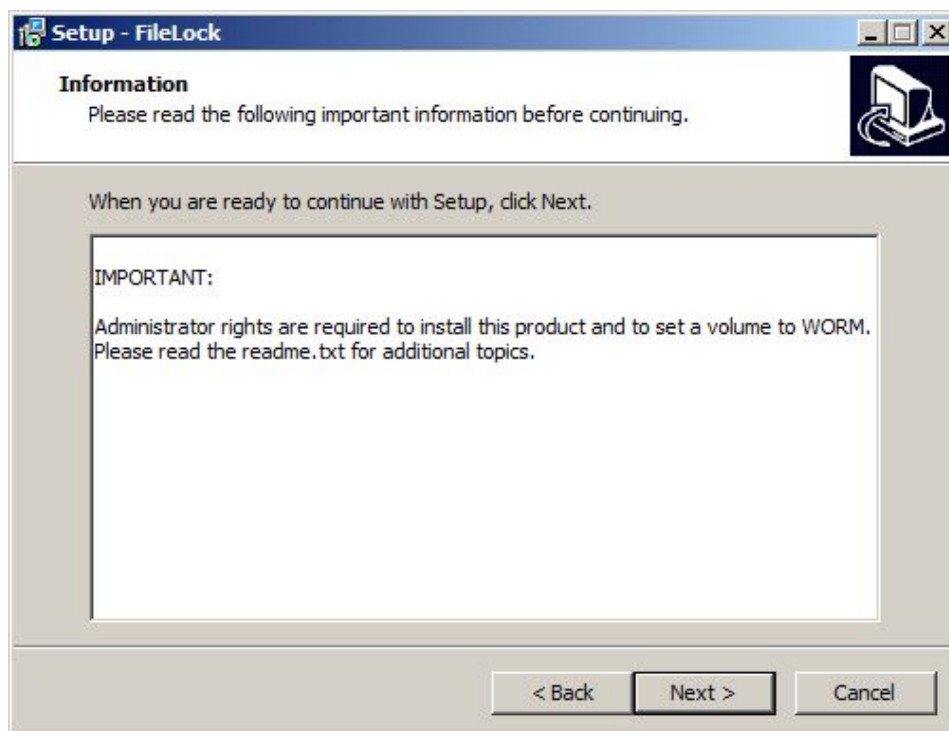 Setup - FileLock
Information
Please read the following important information before continuing.
When you are ready to continue with Setup, click Next.
IMPORTANT:
Administrator rights are required to install this product and to set a volume to WORM.
Please read the readme.txt for additional topics.
< Back Next > Cancel